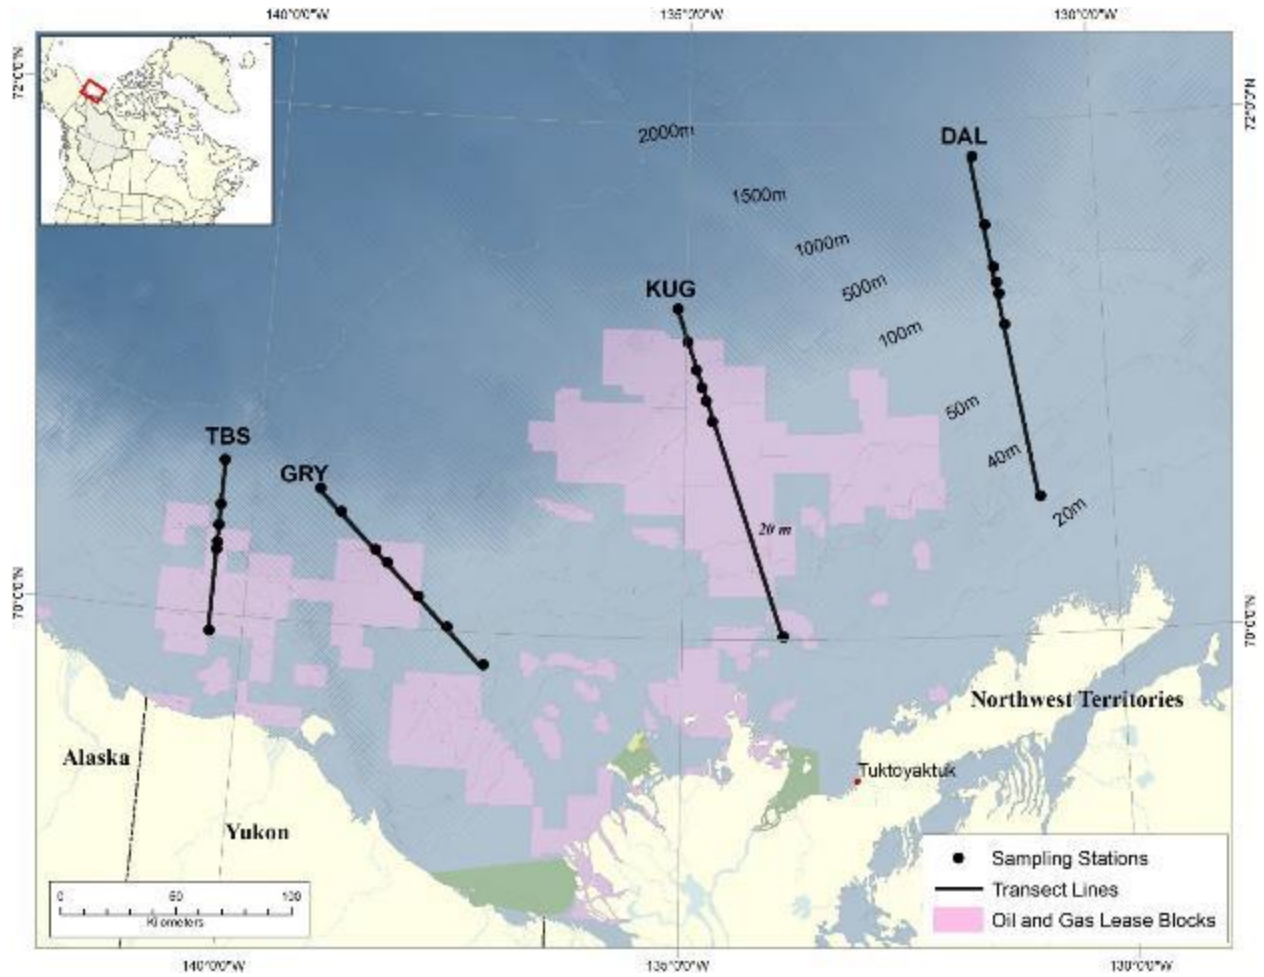 140°0'0"W 135°0'0"W 130°0'0"W
72°0'0"N
72°0'0"N
2000m
DAL
1500m
1000m
500m
KUG
100m
50m
TBS
40m
GRY
20m
20 m
70°0'0"N
70°0'0"N
Northwest Territories
Alaska
Tuktoyaktuk
Yukon
Sampling Stations
Transect Lines
Oil and Gas Lease Blocks
0 100
Kilometers
140°0'0"W 135°0'0"W 130°0'0"W